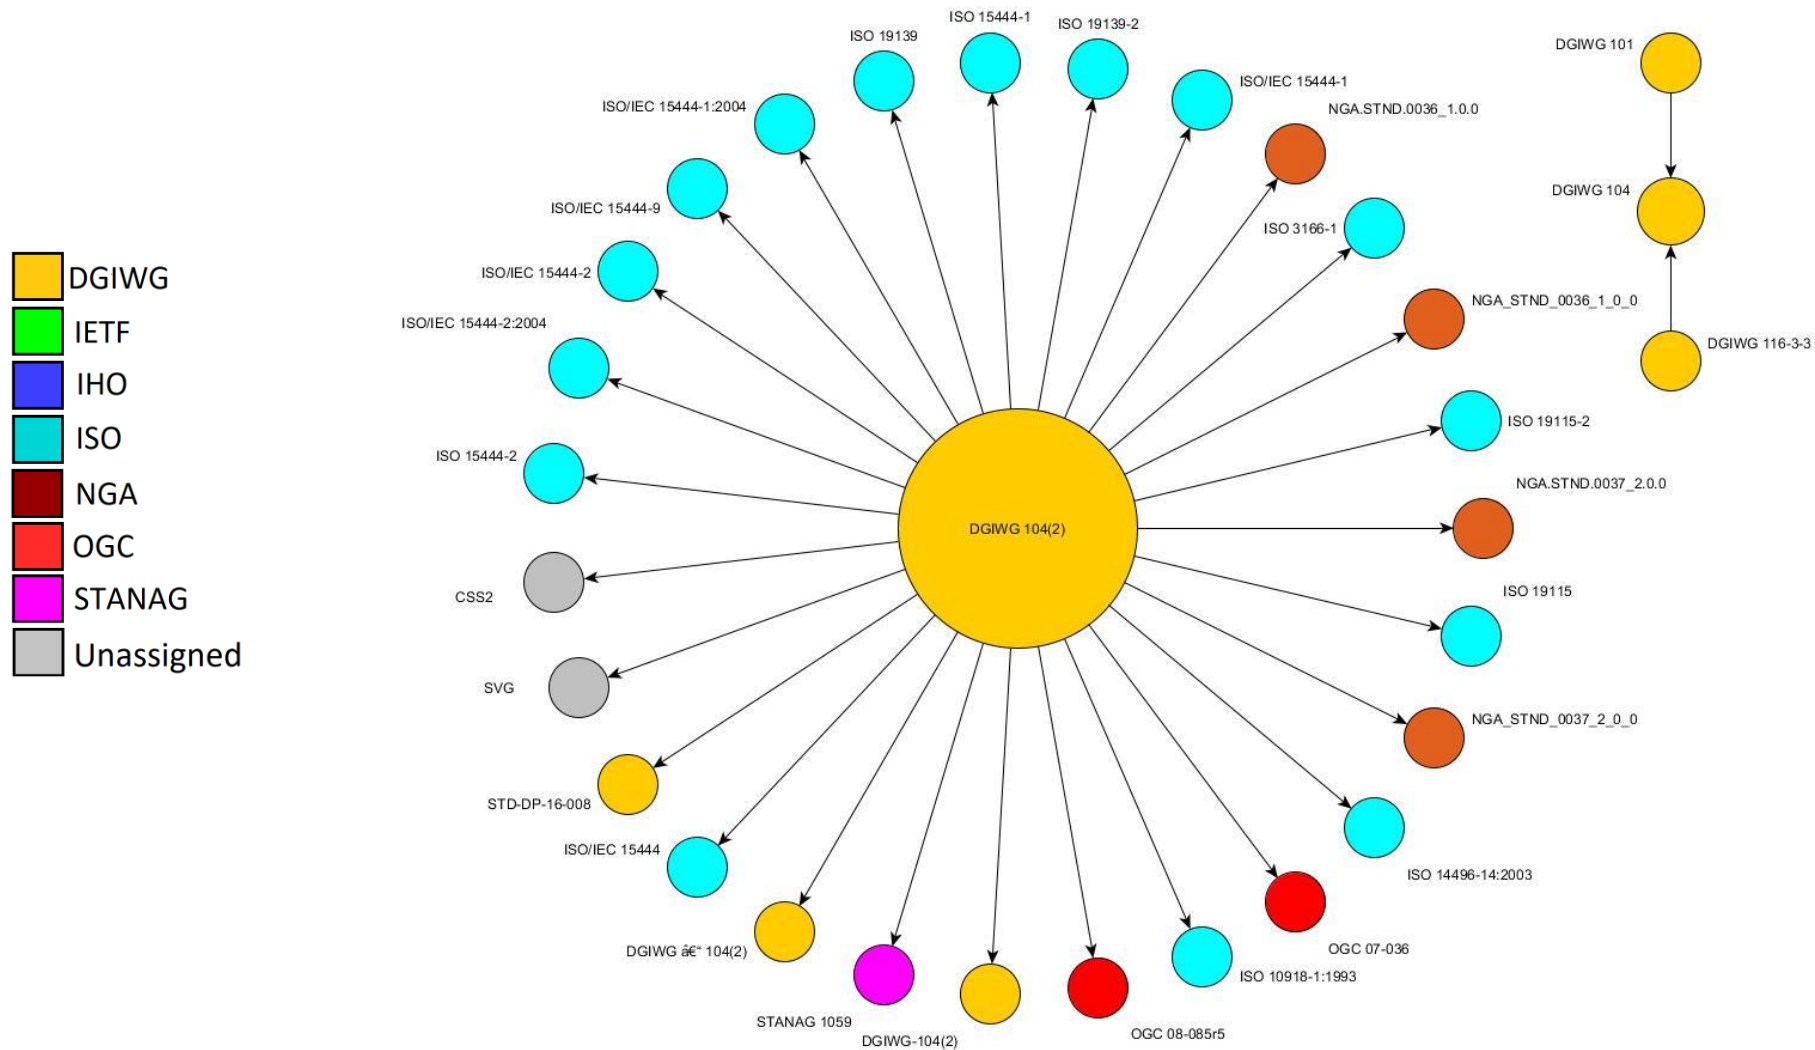 DGIWG
IETF
IHO
ISO
NGA
OGC
STANAG
Unassigned
ISO 15444-1
ISO 19139-2
ISO 19139
ISO/IEC 15444-1
ISO/IEC 15444-1:2004
NGA.STND.0036_1.0.0
ISO/IEC 15444-9
ISO 3166-1
ISO/IEC 15444-2
NGA_STND_0036_1_0_0
ISO/IEC 15444-2:2004
ISO 19115-2
ISO 15444-2
NGA.STND.0037_2.0.0
DGIWG 104(2)
CSS2
ISO 19115
SVG
NGA_STND_0037_2_0_0
STD-DP-16-008
ISO/IEC 15444
ISO 14496-14:2003
DGIWG â€“ 104(2)
OGC 07-036
ISO 10918-1:1993
STANAG 1059
OGC 08-085r5
DGIWG-104(2)
DGIWG 101
DGIWG 104
DGIWG 116-3-3